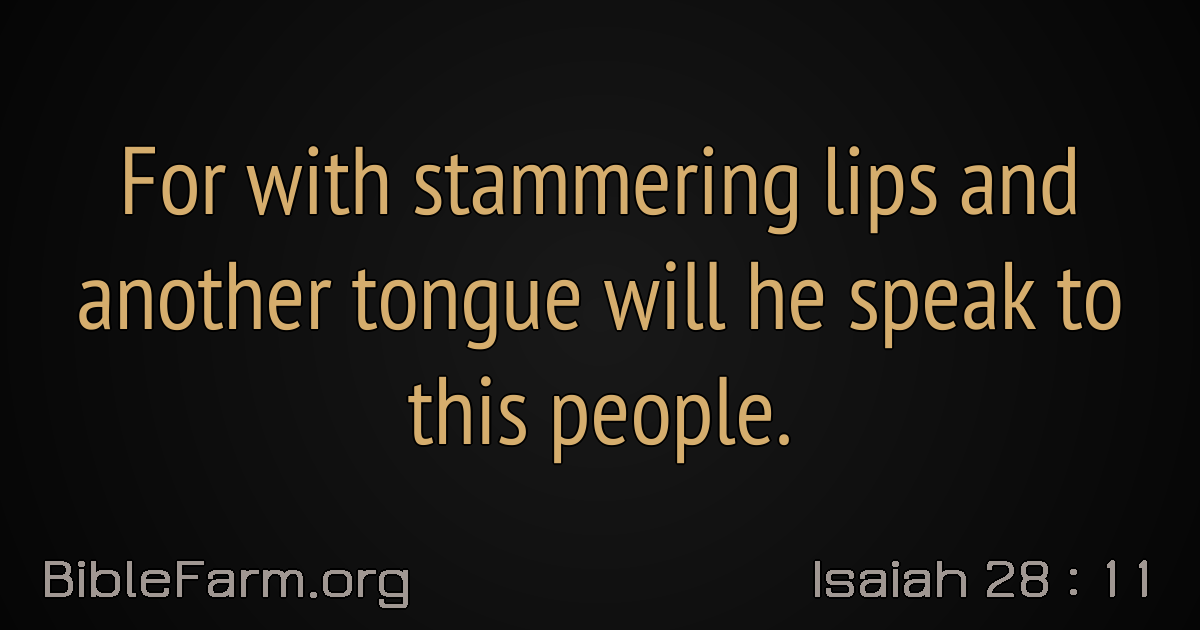 For with stammering lips and
another tongue will he speak to
this people.
BibleFarm.org Isaiah 28 : 11